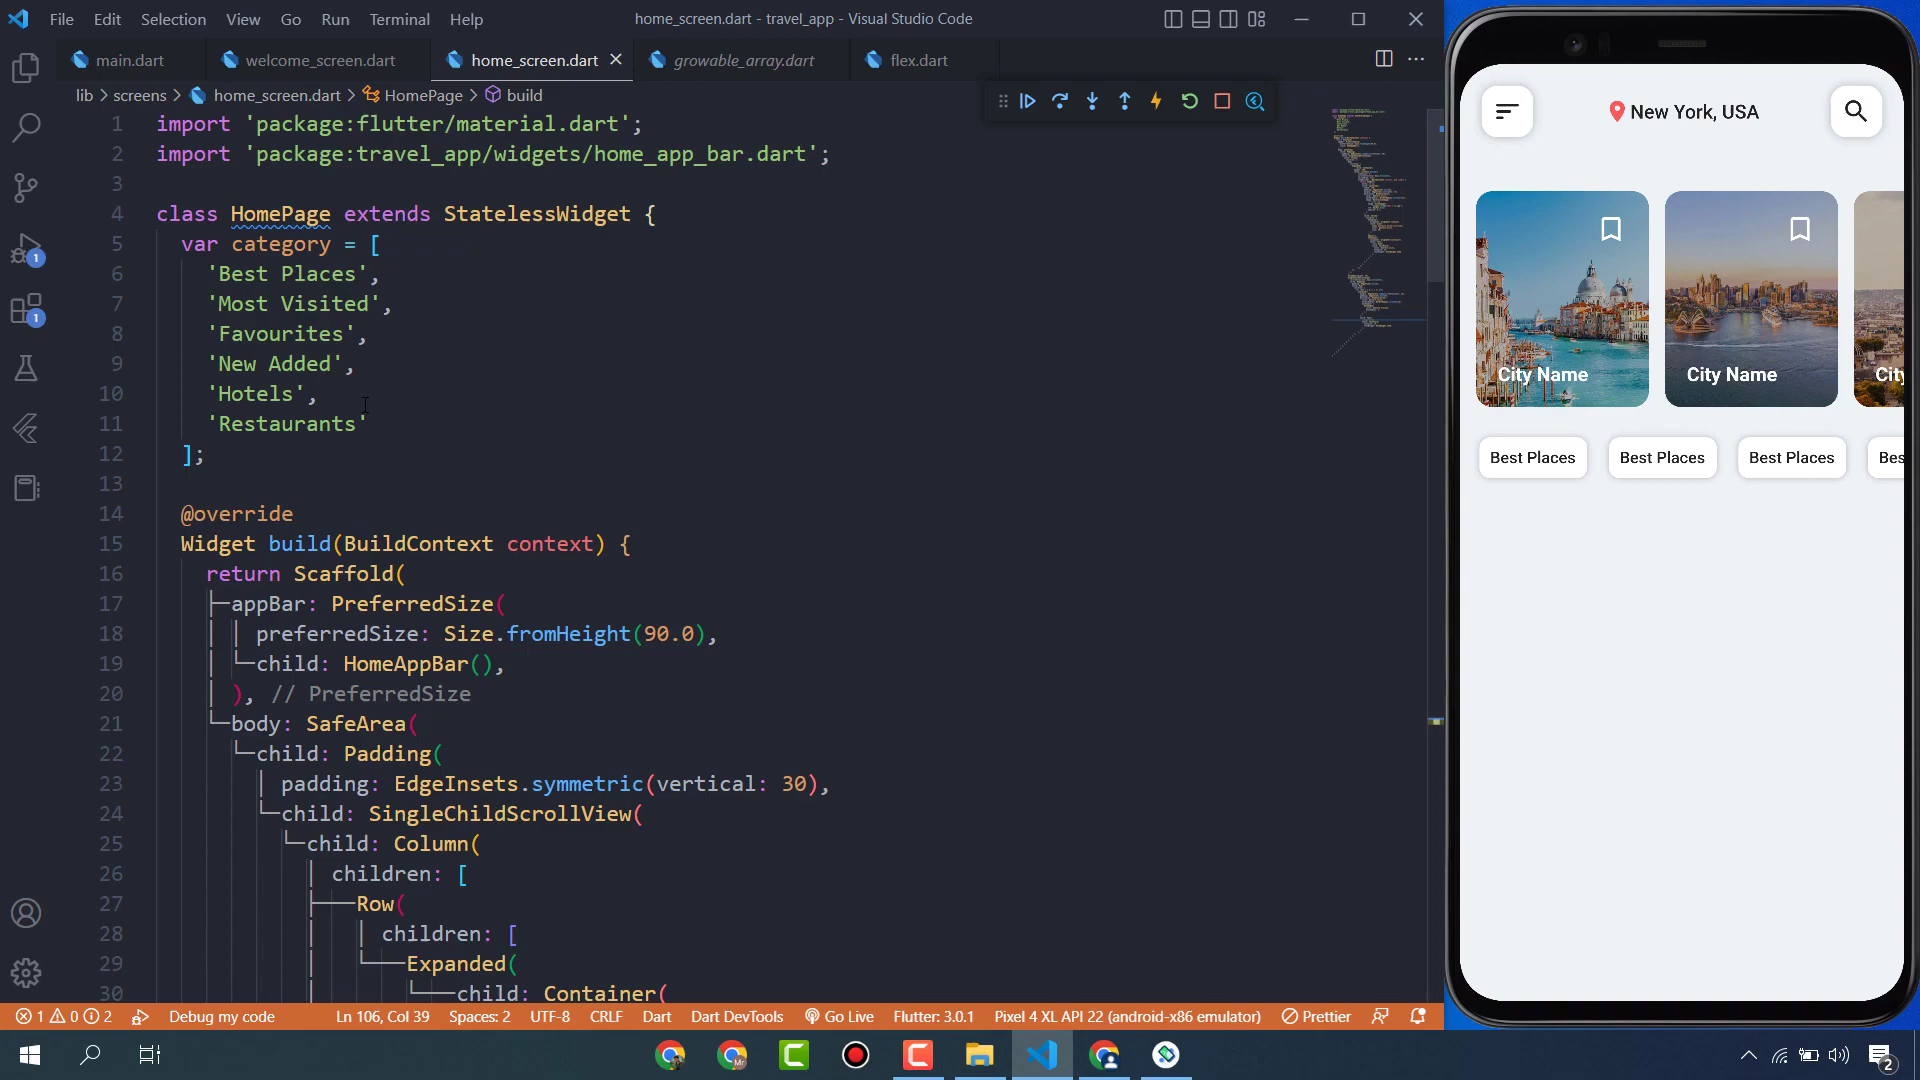 File Edit Selection View Go Run Terminal Help home_screen.dart - travel_app - Visual Studio Code
main.dart welcome_screen.dart home_screen.dart growable_array.dart flex.dart
lib > screens > home_screen.dart > HomePage > build
1 import 'package:flutter/material.dart';
2 import 'package:travel_app/widgets/home_app_bar.dart';
3
4 class HomePage extends StatelessWidget {
5 var category = [
6 'Best Places',
7 'Most Visited',
8 'Favourites',
9 'New Added',
10 'Hotels',
11 'Restaurants'
12 ];
13
14 @override
15 Widget build(BuildContext context) {
16 return Scaffold(
17 appBar: PreferredSize(
18 preferredSize: Size.fromHeight(90.0),
19 child: HomeAppBar(),
20 ), // PreferredSize
21 body: SafeArea(
22 child: Padding(
23 padding: EdgeInsets.symmetric(vertical: 30),
24 child: SingleChildScrollView(
25 child: Column(
26 children: [
27 Row(
28 children: [
29 Expanded(
30 child: Container(
1
1
1 0 2 Debug my code Ln 106, Col 39 Spaces: 2 UTF-8 CRLF Dart Dart DevTools Go Live Flutter: 3.0.1 Pixel 4 XL API 22 (android-x86 emulator) Prettier
2
New York, USA
City Name City Name City
Best Places Best Places Best Places Bes